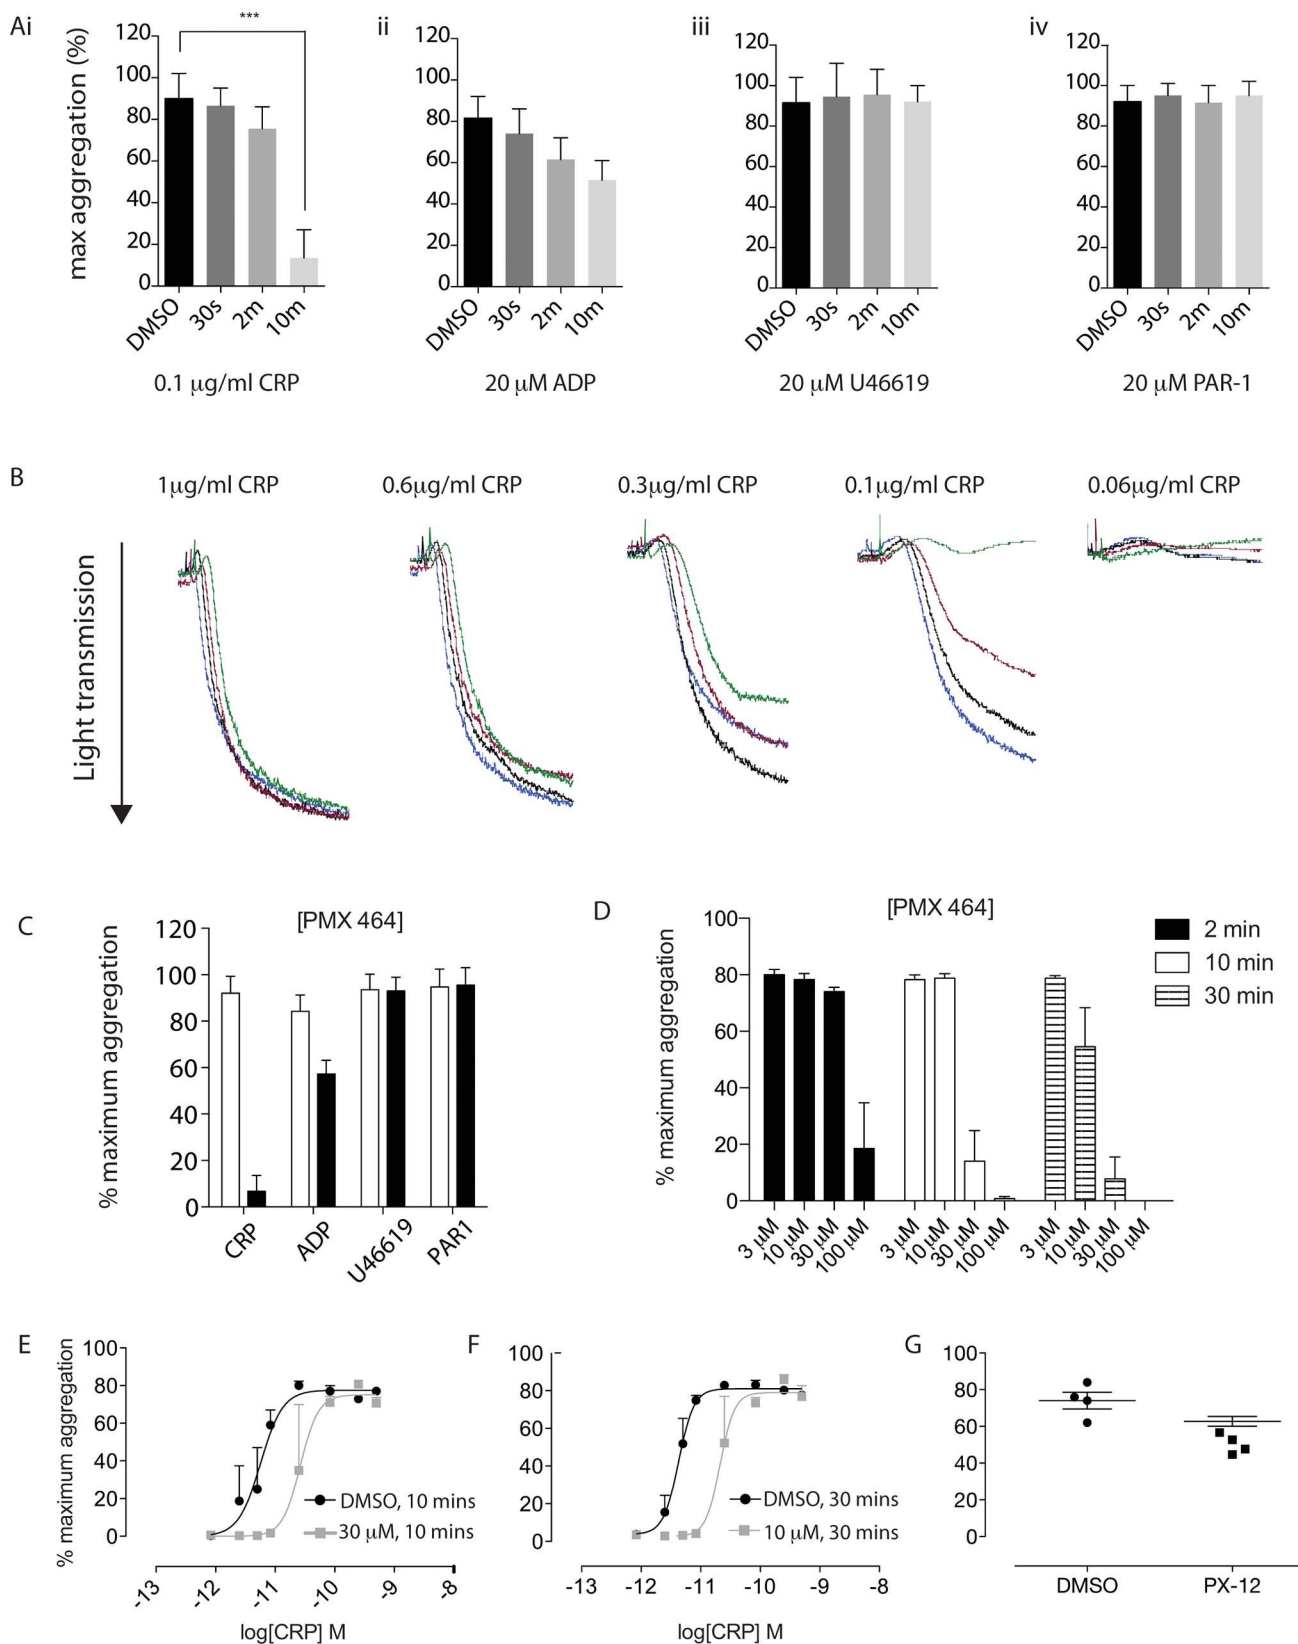 Ai
max aggregation (%)
***
120
100
80
60
40
20
0
DMSO
30s
2m
10m
0.1 μg/ml CRP
ii
120
100
80
60
40
20
0
DMSO
30s
2m
10m
20 μM ADP
iii
120
100
80
60
40
20
0
DMSO
30s
2m
10m
20 μM U46619
iv
120
100
80
60
40
20
0
DMSO
30s
2m
10m
20 μM PAR-1
B
1μg/ml CRP
0.6μg/ml CRP
0.3μg/ml CRP
0.1μg/ml CRP
0.06μg/ml CRP
Light transmission
C
[PMX 464]
% maximum aggregation
120
100
80
60
40
20
0
CRP
ADP
U46619
PAR1
D
[PMX 464]
% maximum aggregation
100
80
60
40
20
0
3 μM
10 μM
30 μM
100 μM
3 μM
10 μM
30 μM
100 μM
3 μM
10 μM
30 μM
100 μM
2 min
10 min
30 min
E
% maximum aggregation
100
80
60
40
20
0
DMSO, 10 mins
30 μM, 10 mins
-13
-12
-11
-10
-9
-8
log[CRP] M
F
100
80
60
40
20
0
DMSO, 30 mins
10 μM, 30 mins
-13
-12
-11
-10
-9
-8
log[CRP] M
G
100
80
60
40
20
0
DMSO
PX-12